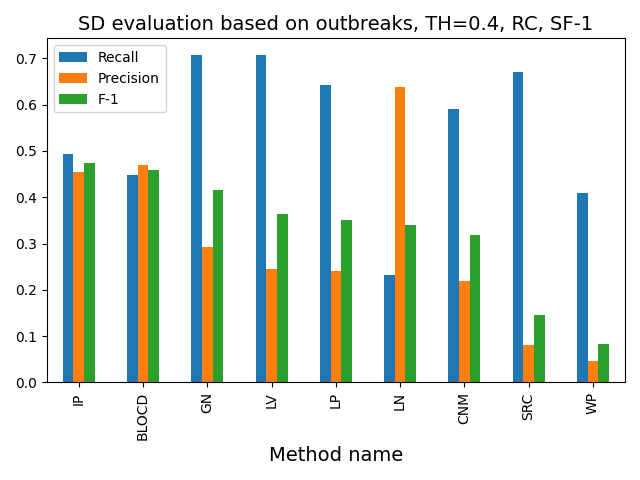 SD evaluation based on outbreaks, TH=0.4, RC, SF-1
Recall
Precision
F-1
0.7
0.6
0.5
0.4
0.3
0.2
0.1
0.0
IP
BLOCD
GN
LV
LP
LN
CNM
SRC
WP
Method name